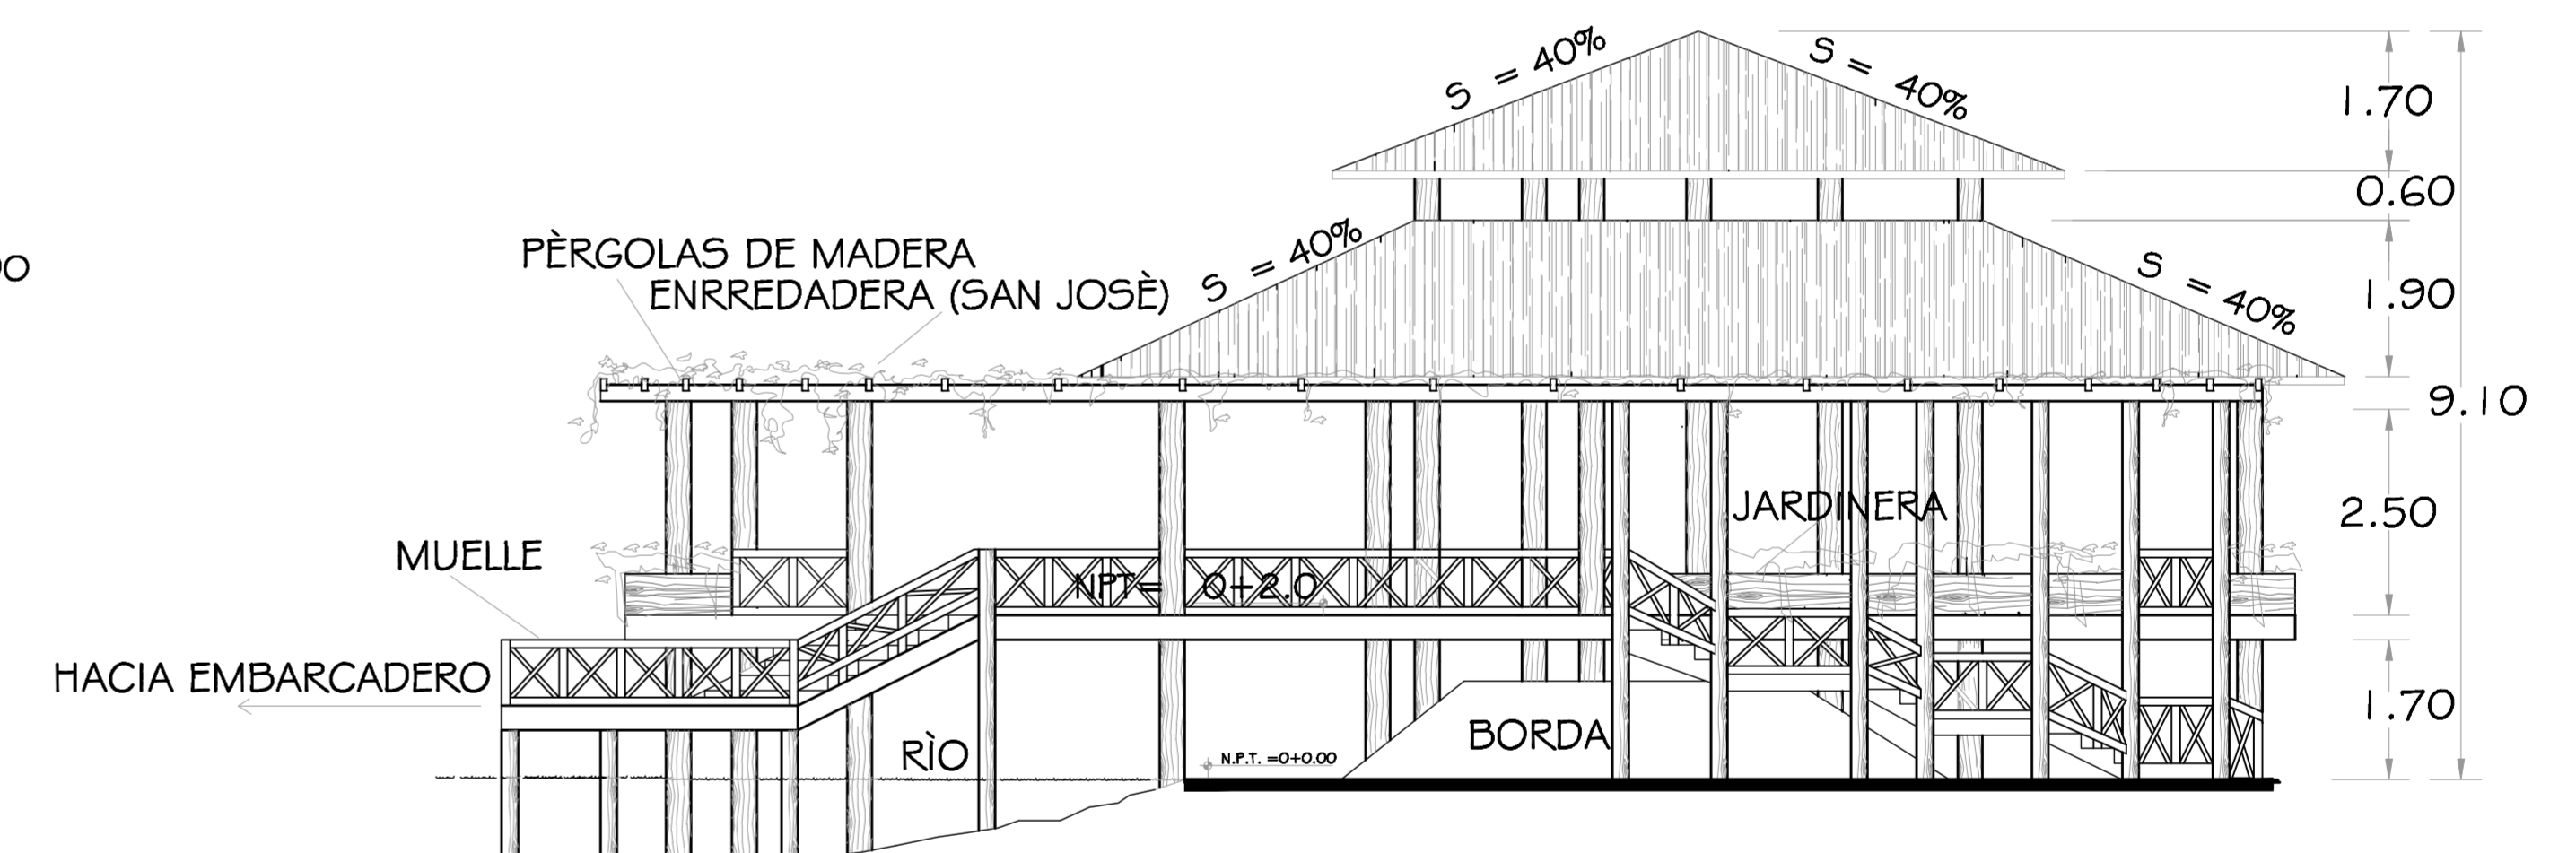 S = 40%
S = 40%
1.70
0.60
S = 40%
S = 40%
1.90
PÈRGOLAS DE MADERA
ENRREDADERA (SAN JOSÈ)
9.10
JARDINERA
2.50
MUELLE
NPT= 0+2.0
HACIA EMBARCADERO
RÌO
BORDA
N.P.T. =0+0.00
1.70